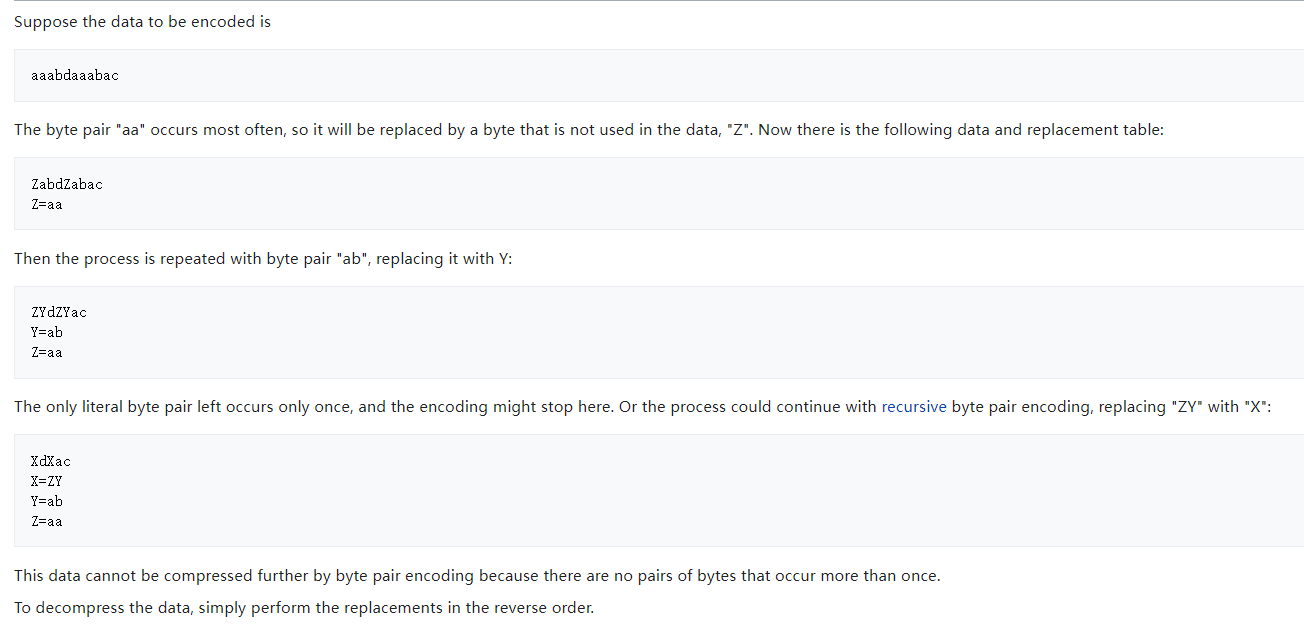 Suppose the data to be encoded is
aaabdaaabac
The byte pair "aa" occurs most often, so it will be replaced by a byte that is not used in the data, "Z". Now there is the following data and replacement table:
ZabdZabac
Z=aa
Then the process is repeated with byte pair "ab", replacing it with Y:
ZYdZYac
Y=ab
Z=aa
The only literal byte pair left occurs only once, and the encoding might stop here. Or the process could continue with recursive byte pair encoding, replacing "ZY" with "X":
XdXac
X=ZY
Y=ab
Z=aa
This data cannot be compressed further by byte pair encoding because there are no pairs of bytes that occur more than once.
To decompress the data, simply perform the replacements in the reverse order.